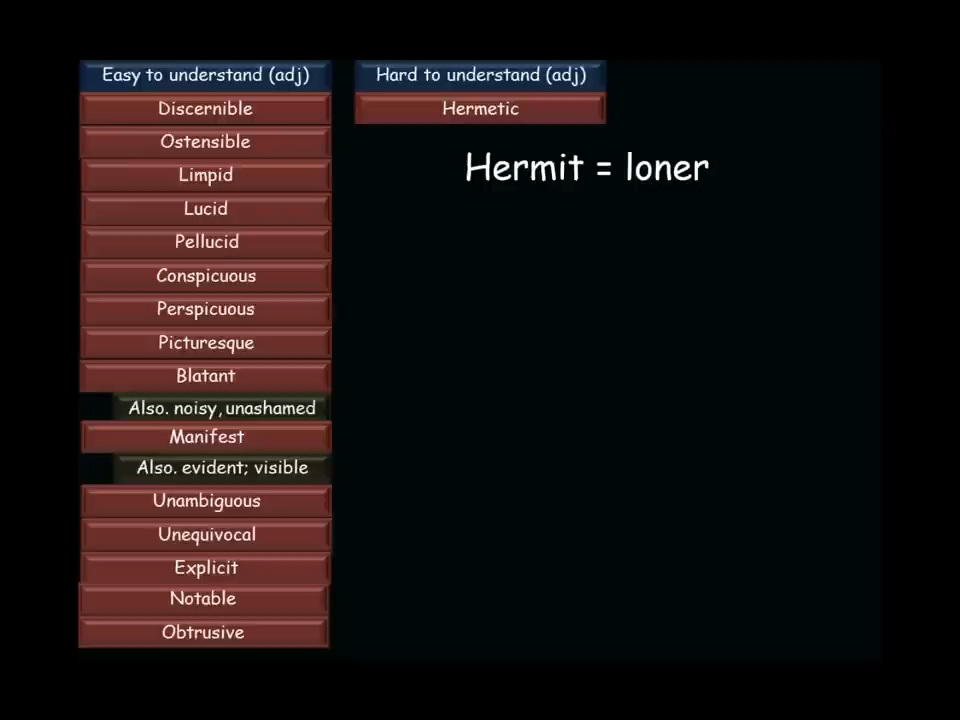 Easy to understand (adj)
Discernible
Ostensible
Limpid
Lucid
Pellucid
Conspicuous
Perspicuous
Picturesque
Blatant
Also. noisy, unashamed
Manifest
Also. evident; visible
Unambiguous
Unequivocal
Explicit
Notable
Obtrusive
Hard to understand (adj)
Hermetic
Hermit = loner